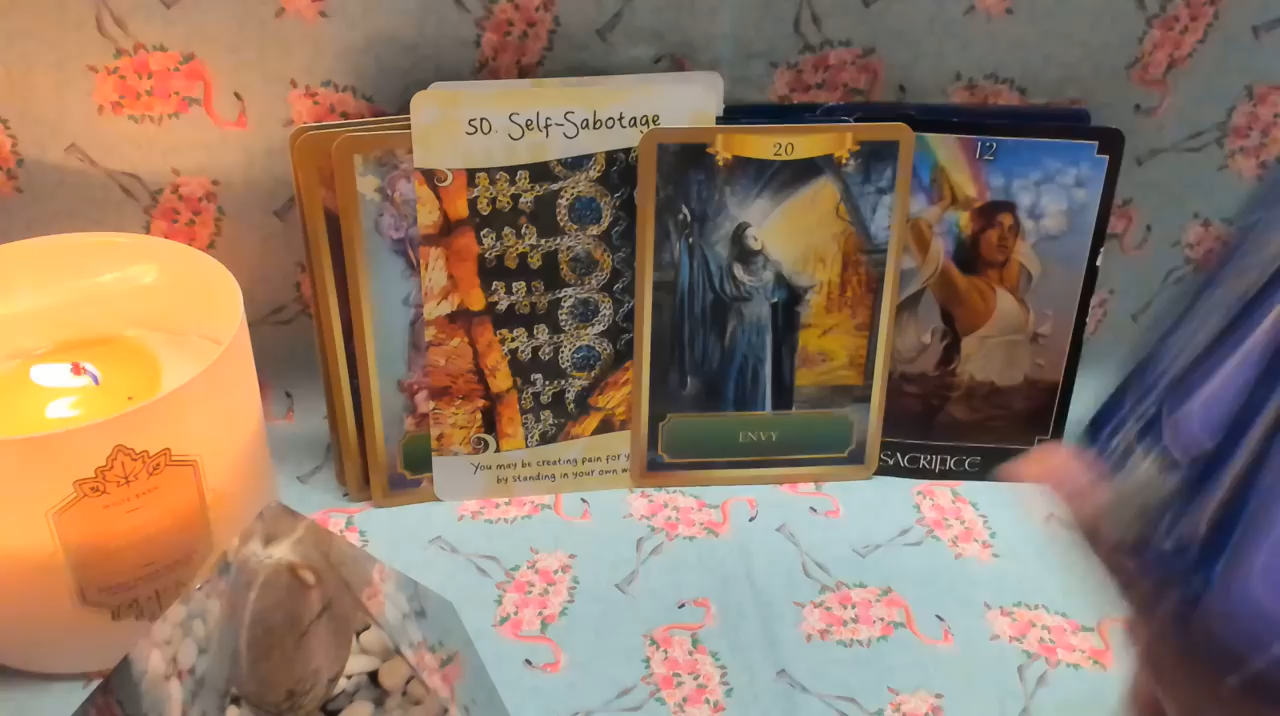 50. Self-Sabotage
You may be creating pain for y
by standing in your own w
20
ENVY
12
SACRIFICE